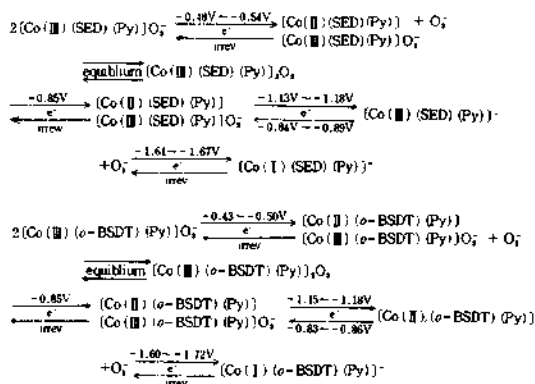 -0.48V ~ -0.54V
2[Co(Ⅲ)(SED)(Py)]O₂⁻ e⁻ [Co(Ⅱ)(SED)(Py)] + O₂⁻
irrev [Co(Ⅲ)(SED)(Py)]O₂⁻
equiblium [Co(Ⅲ)(SED)(Py)]₂O₂
-0.85V [Co(Ⅱ)(SED)(Py)] -1.13V ~ -1.18V
e⁻ e⁻ [Co(Ⅱ)(SED)(Py)]⁻
irrev [Co(Ⅲ)(SED)(Py)]O₂⁻ -0.84V ~ -0.89V
-1.61 ~ -1.67V
+O₂⁻ e⁻ [Co(Ⅰ)(SED)(Py)]⁻
irrev
-0.43 ~ -0.50V [Co(Ⅱ)(o-BSDT)(Py)]
2[Co(Ⅲ)(o-BSDT)(Py)]O₂⁻ e⁻
irrev [Co(Ⅲ)(o-BSDT)(Py)]O₂⁻ + O₂⁻
equiblium [Co(Ⅲ)(o-BSDT)(Py)]₂O₂
-0.85V [Co(Ⅱ)(o-BSDT)(Py)] -1.15 ~ -1.18V
e⁻ e⁻ [Co(Ⅱ)(o-BSDT)(Py)]
irrev [Co(Ⅲ)(o-BSDT)(Py)]O₂⁻ -0.83 ~ -0.86V
-1.60 ~ -1.72V
+O₂⁻ e⁻ [Co(Ⅰ)(o-BSDT)(Py)]⁻
irrev